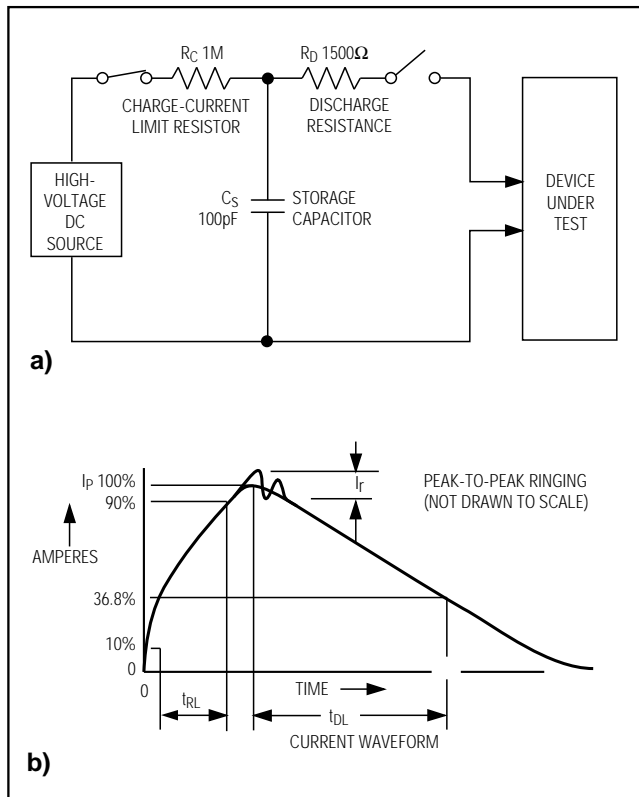 RC 1M
RD 1500Ω
CHARGE-CURRENT
LIMIT RESISTOR
DISCHARGE
RESISTANCE
HIGH-
VOLTAGE
DC
SOURCE
CS
100pF
STORAGE
CAPACITOR
DEVICE
UNDER
TEST
a)
IP 100%
90%
AMPERES
36.8%
10%
0
0
Ir
PEAK-TO-PEAK RINGING
(NOT DRAWN TO SCALE)
TIME
tRL
tDL
CURRENT WAVEFORM
b)